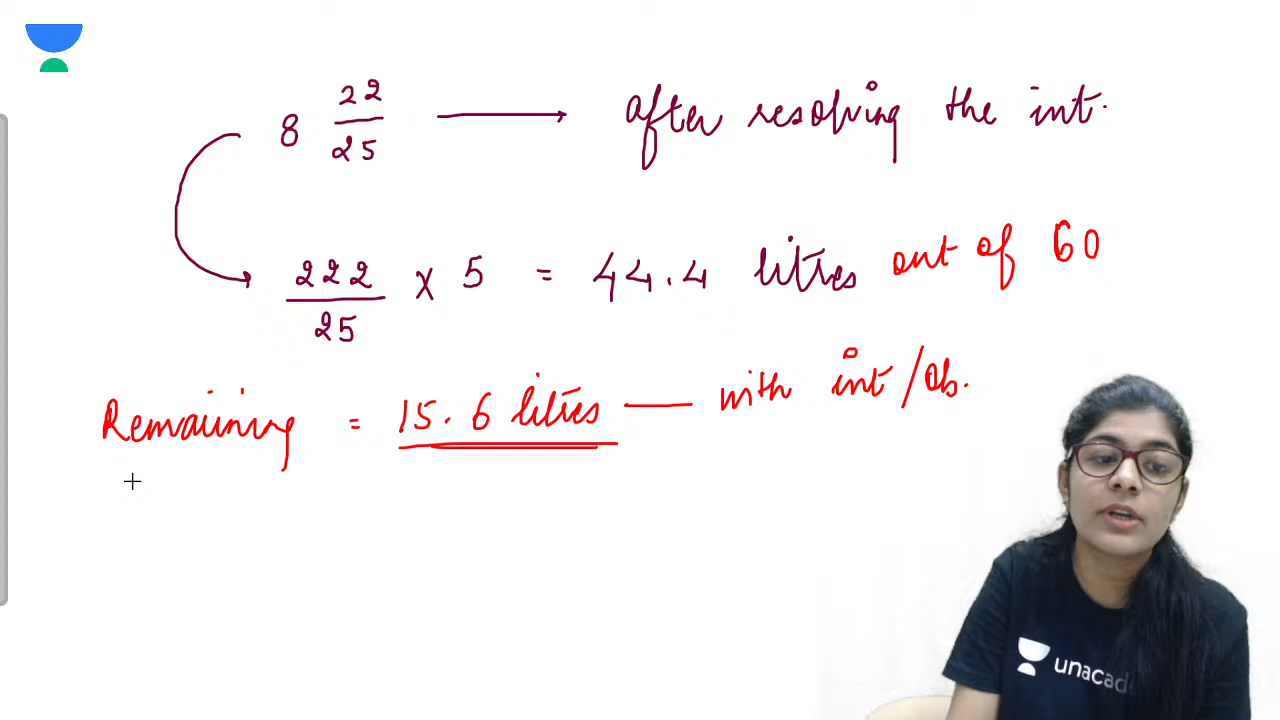 8 22/25 → after resolving the int.
222/25 × 5 = 44.4 litres out of 60
Remaining = 15.6 litres — with int/ob.
unacade